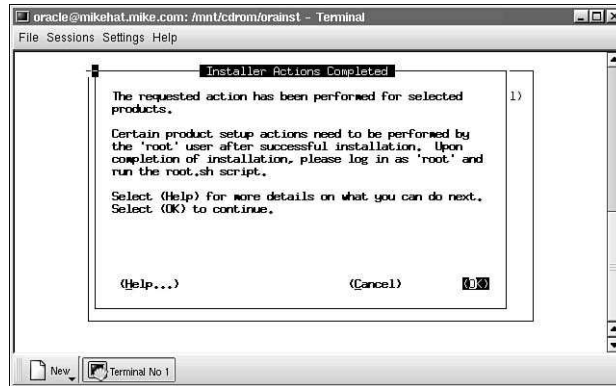 oracle@mikehat.mike.com: /mnt/cdrom/orainst - Terminal
File Sessions Settings Help
Installer Actions Completed
1)
The requested action has been performed for selected
products.
Certain product setup actions need to be performed by
the 'root' user after successful installation. Upon
completion of installation, please log in as 'root' and
run the root.sh script.
Select (Help) for more details on what you can do next.
Select (OK) to continue.
(Help...) (Cancel) (OK)
New Terminal No 1